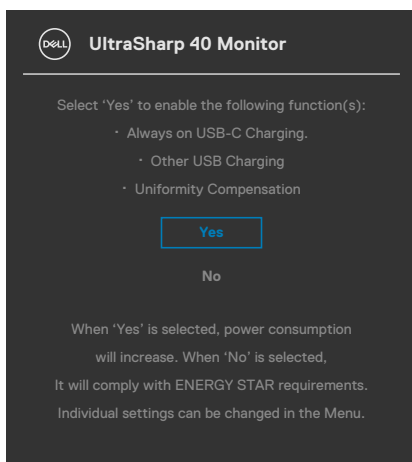 DELL UltraSharp 40 Monitor
Select ‘Yes’ to enable the following function(s):
· Always on USB-C Charging.
· Other USB Charging
· Uniformity Compensation
Yes
No
When ‘Yes’ is selected, power consumption
will increase. When ‘No’ is selected,
It will comply with ENERGY STAR requirements.
Individual settings can be changed in the Menu.